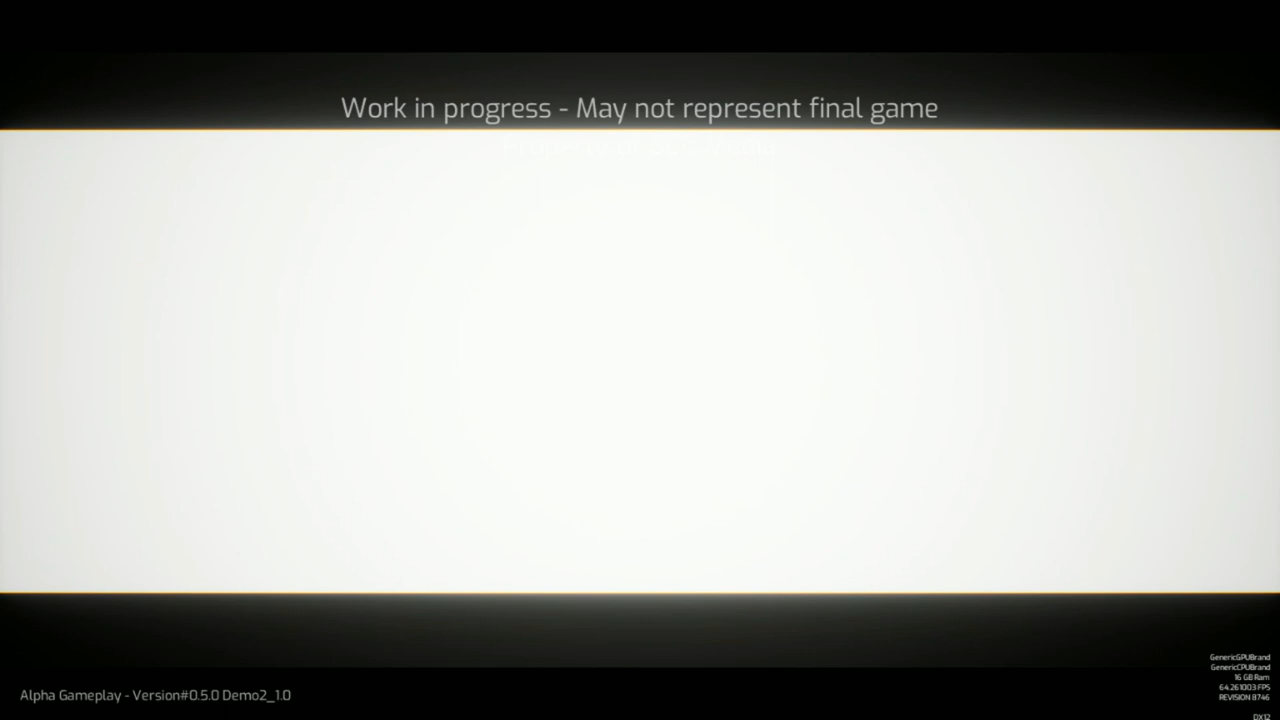 Work in progress - May not represent final game
GenericGPUBrand
GenericCPUBrand
16 GB Ram
64.261003 FPS
REVISION 8746
Alpha Gameplay - Version#0.5.0 Demo2_1.0
DX12